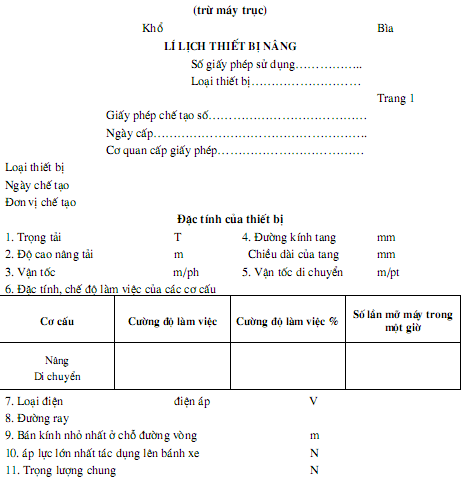 (trừ máy trục)
Khổ Bìa
LÍ LỊCH THIẾT BỊ NÂNG
Số giấy phép sử dụng……………..
Loại thiết bị…………………………
Trang 1
Giấy phép chế tạo số…………………………………
Ngày cấp……………………………………………..
Cơ quan cấp giấy phép………………………………
Loại thiết bị
Ngày chế tạo
Đơn vị chế tạo
Đặc tính của thiết bị
1. Trọng tải T 4. Đường kính tang mm
2. Độ cao nâng tải m Chiều dài của tang mm
3. Vận tốc m/ph 5. Vận tốc di chuyển m/pt
6. Đặc tính, chế độ làm việc của các cơ cấu
Cơ cấu Cường độ làm việc Cường độ làm việc % Số lần mở máy trong
một giờ
Nâng
Di chuyển
7. Loại điện điện áp V
8. Đường ray
9. Bán kính nhỏ nhất ở chỗ đường vòng m
10. áp lực lớn nhất tác dụng lên bánh xe N
11. Trọng lượng chung N